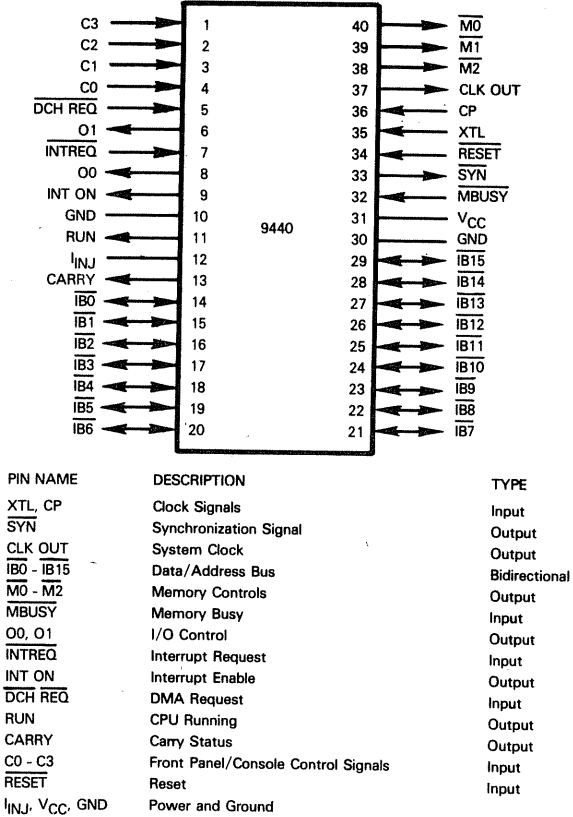 C3 1 40 M0
C2 2 39 M1
C1 3 38 M2
C0 4 37 CLK OUT
DCH REQ 5 36 CP
O1 6 35 XTL
INTREQ 7 34 RESET
O0 8 33 SYN
INT ON 9 32 MBUSY
GND 10 31 VCC
RUN 11 9440 30 GND
IINJ 12 29 IB15
CARRY 13 28 IB14
IB0 14 27 IB13
IB1 15 26 IB12
IB2 16 25 IB11
IB3 17 24 IB10
IB4 18 23 IB9
IB5 19 22 IB8
IB6 20 21 IB7
PIN NAME DESCRIPTION TYPE
XTL, CP Clock Signals Input
SYN Synchronization Signal Output
CLK OUT System Clock Output
IB0 - IB15 Data/Address Bus Bidirectional
M0 - M2 Memory Controls Output
MBUSY Memory Busy Input
O0, O1 I/O Control Output
INTREQ Interrupt Request Input
INT ON Interrupt Enable Output
DCH REQ DMA Request Input
RUN CPU Running Output
CARRY Carry Status Output
C0 - C3 Front Panel/Console Control Signals Input
RESET Reset Input
IINJ, VCC, GND Power and Ground